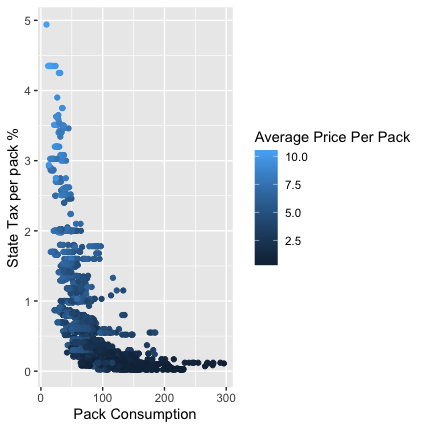 5
4
3
2
1
0
State Tax per pack %
0 100 200 300
Pack Consumption
Average Price Per Pack
10.0
7.5
5.0
2.5